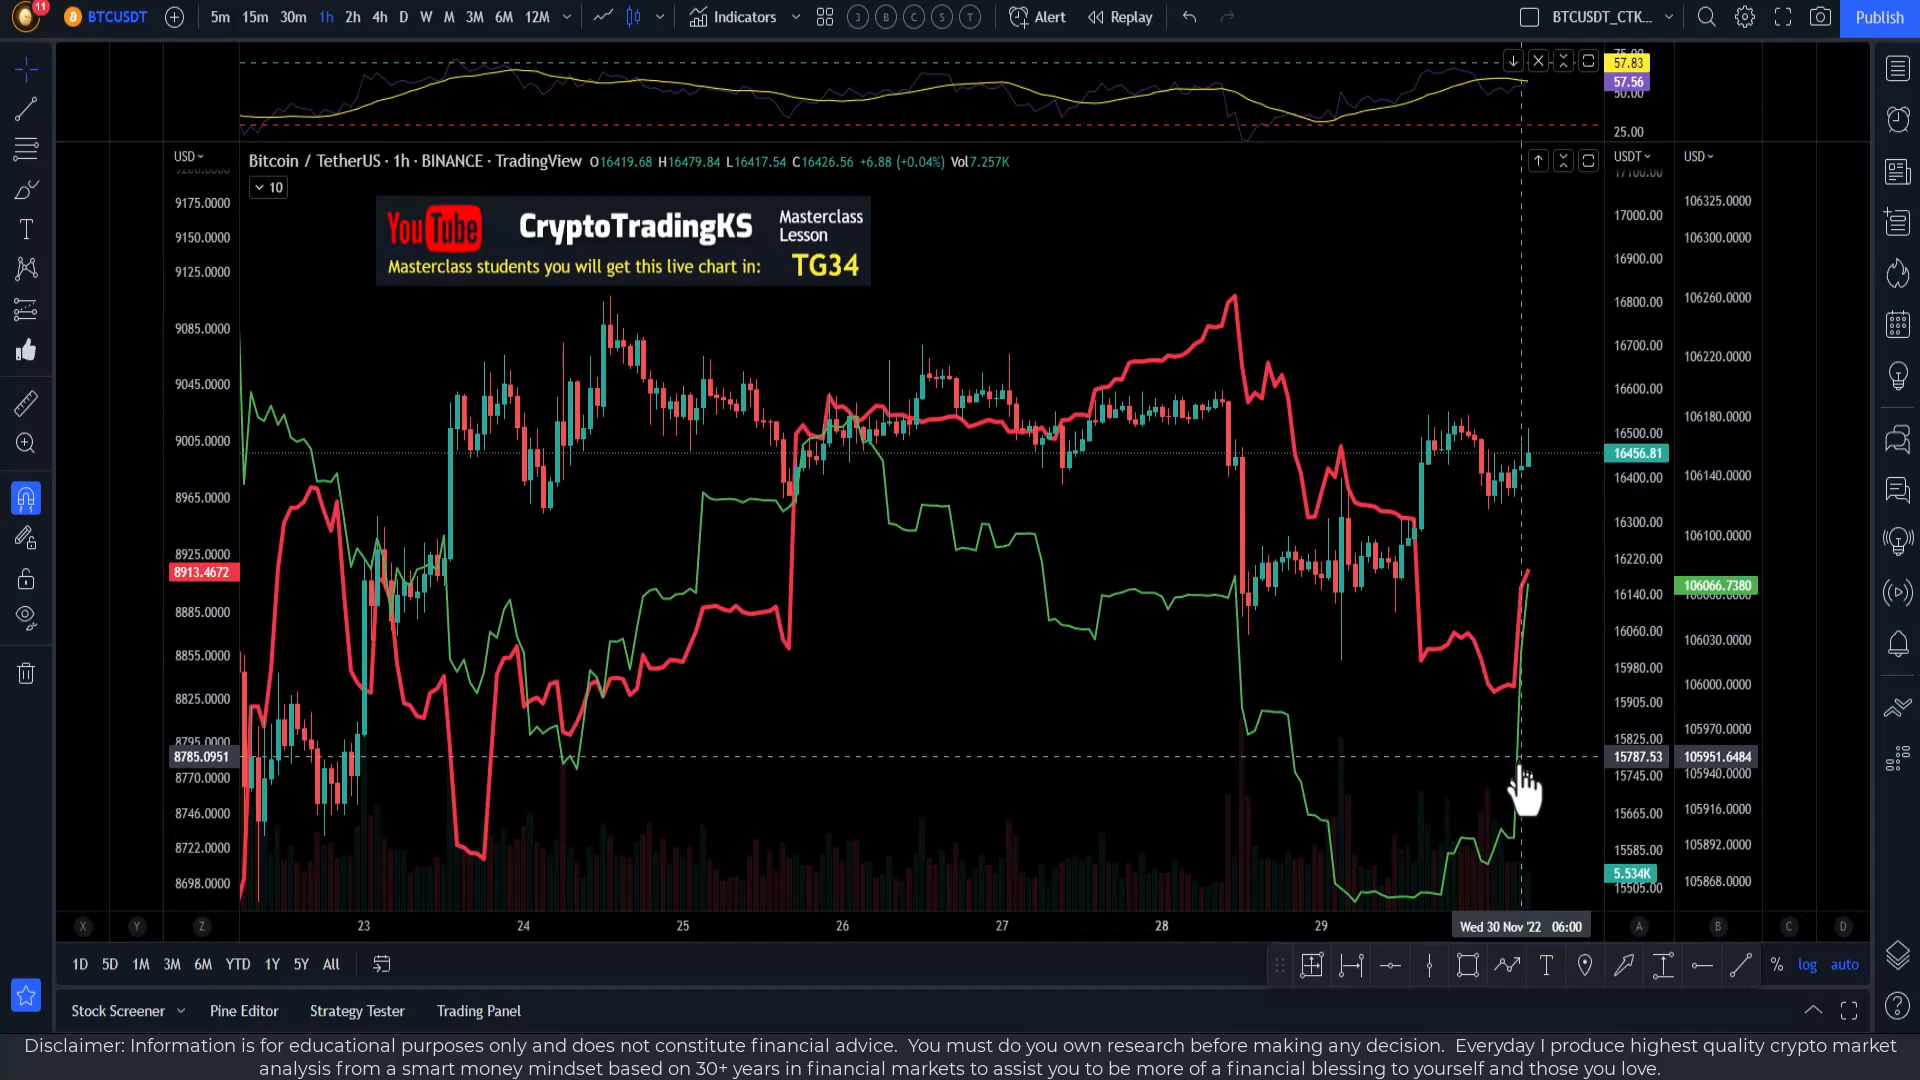 11
BTCUSDT
5m 15m 30m 1h 2h 4h D W M 3M 6M 12M
Indicators
3 B C S T
Alert
Replay
BTCUSDT_CTK...
Publish
57.83
57.56
50.00
25.00
USD
Bitcoin / TetherUS · 1h · BINANCE · TradingView O16419.68 H16479.84 L16417.54 C16426.56 +6.88 (+0.04%) Vol7.257K
10
USDT
USD
YouTube
CryptoTradingKS
Masterclass
Lesson
Masterclass students you will get this live chart in:
TG34
9175.0000
9150.0000
9125.0000
9085.0000
9045.0000
9005.0000
8965.0000
8925.0000
8913.4672
8885.0000
8855.0000
8825.0000
8795.0000
8785.0951
8770.0000
8746.0000
8722.0000
8698.0000
17000.00
16900.00
16800.00
16700.00
16600.00
16500.00
16456.81
16400.00
16300.00
16220.00
16140.00
16060.00
15980.00
15905.00
15825.00
15787.53
15745.00
15665.00
15585.00
5.534K
15505.00
106325.0000
106300.0000
106260.0000
106220.0000
106180.0000
106140.0000
106100.0000
106066.7380
106030.0000
106000.0000
105970.0000
105951.6484
105940.0000
105916.0000
105892.0000
105868.0000
X Y Z 23 24 25 26 27 28 29 Wed 30 Nov '22 06:00 A B C D
1D 5D 1M 3M 6M YTD 1Y 5Y All
T
% log auto
Stock Screener Pine Editor Strategy Tester Trading Panel
Disclaimer: Information is for educational purposes only and does not constitute financial advice. You must do you own research before making any decision. Everyday I produce highest quality crypto market
analysis from a smart money mindset based on 30+ years in financial markets to assist you to be more of a financial blessing to yourself and those you love.